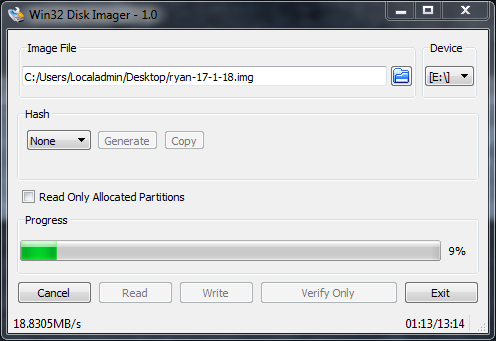 Win32 Disk Imager - 1.0
Image File
Device
C:/Users/Localadmin/Desktop/ryan-17-1-18.img
[E:\]
Hash
None Generate Copy
Read Only Allocated Partitions
Progress
9%
Cancel Read Write Verify Only Exit
18.8305MB/s 01:13/13:14